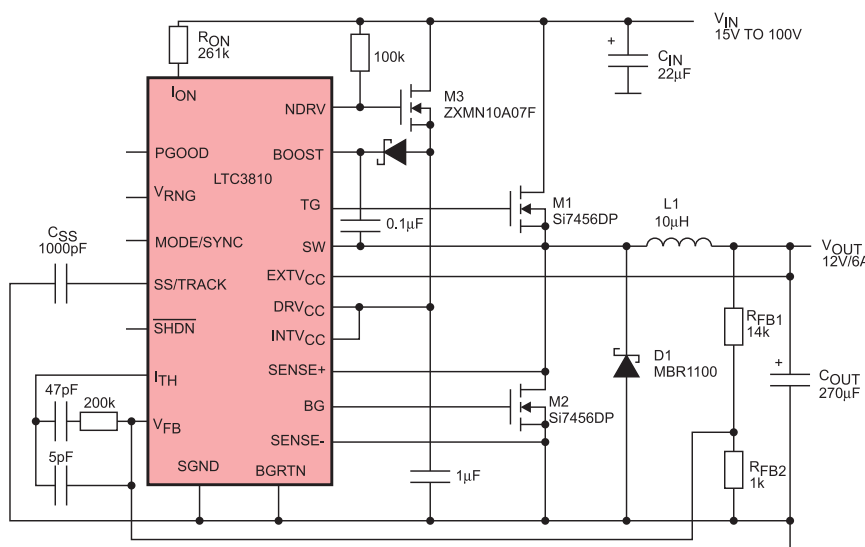 VIN
15V TO 100V
RON
261k
100k
CIN
22µF
ION
NDRV
M3
ZXMN10A07F
PGOOD
BOOST
LTC3810
VRNG
TG
M1
Si7456DP
L1
10µH
0.1µF
CSS
1000pF
MODE/SYNC
SW
VOUT
12V/6A
EXTVCC
SS/TRACK
DRVCC
RFB1
14k
SHDN
INTVCC
D1
MBR1100
SENSE+
ITH
COUT
270µF
47pF
200k
BG
M2
Si7456DP
VFB
SENSE-
5pF
SGND
BGRTN
1µF
RFB2
1k